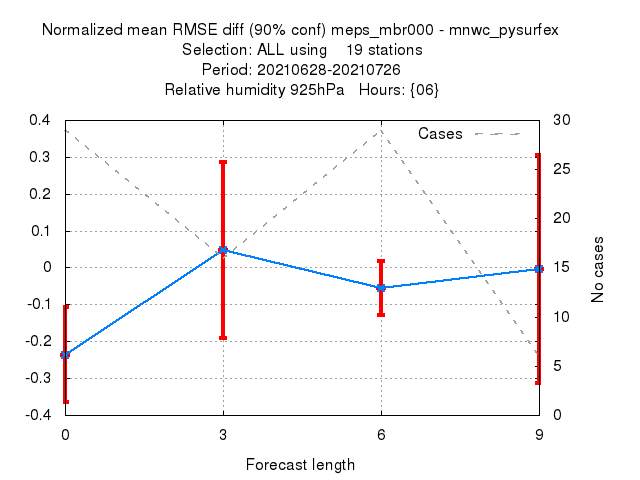 Normalized mean RMSE diff (90% conf) meps_mbr000 - mnwc_pysurfex
Selection: ALL using 19 stations
Period: 20210628-20210726
Relative humidity 925hPa Hours: {06}
Cases
0.4
0.3
0.2
0.1
0
-0.1
-0.2
-0.3
-0.4
30
25
20
15
10
5
0
No cases
0 3 6 9
Forecast length